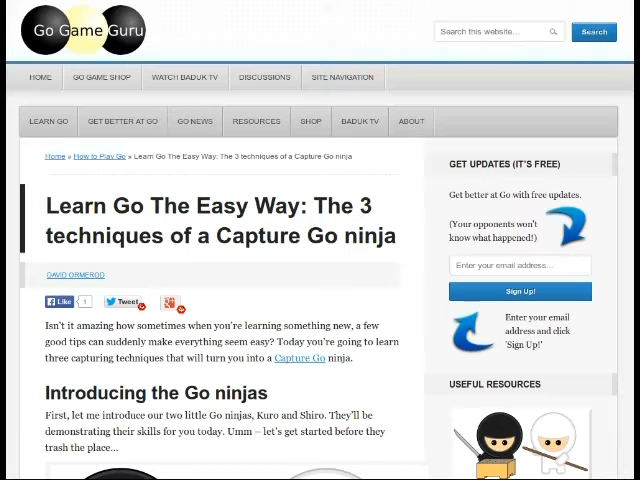 Go Game Guru
Search this website...
Search
HOME
GO GAME SHOP
WATCH BADUK TV
DISCUSSIONS
SITE NAVIGATION
LEARN GO
GET BETTER AT GO
GO NEWS
RESOURCES
SHOP
BADUK TV
ABOUT
Home » How to Play Go » Learn Go The Easy Way: The 3 techniques of a Capture Go ninja
Learn Go The Easy Way: The 3
techniques of a Capture Go ninja
DAVID ORMEROD
Like
1
Tweet
Isn't it amazing how sometimes when you're learning something new, a few
good tips can suddenly make everything seem easy? Today you're going to learn
three capturing techniques that will turn you into a Capture Go ninja.
Introducing the Go ninjas
First, let me introduce our two little Go ninjas, Kuro and Shiro. They'll be
demonstrating their skills for you today. Umm – let's get started before they
trash the place...
GET UPDATES (IT'S FREE)
Get better at Go with free updates.
(Your opponents won't
know what happened!)
Enter your email address...
Sign Up!
Enter your email
address and click
'Sign Up!'
USEFUL RESOURCES